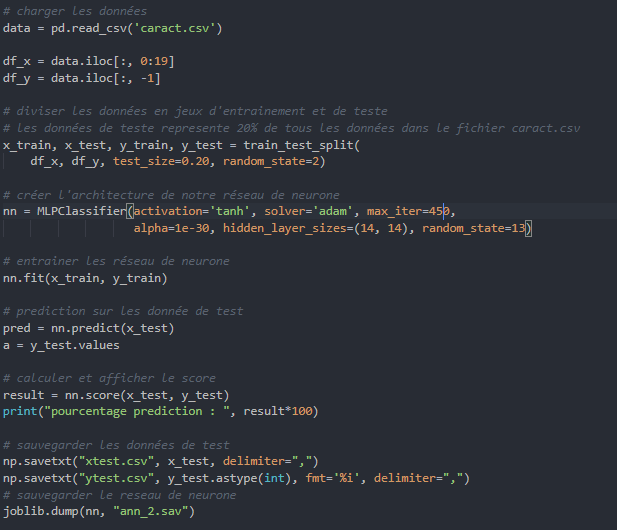 # charger les données
data = pd.read_csv('caract.csv')
df_x = data.iloc[:, 0:19]
df_y = data.iloc[:, -1]
# diviser les données en jeux d'entrainement et de teste
# les données de teste represente 20% de tous les données dans le fichier caract.csv
x_train, x_test, y_train, y_test = train_test_split(
df_x, df_y, test_size=0.20, random_state=2)
# créer l'architecture de notre réseau de neurone
nn = MLPClassifier(activation='tanh', solver='adam', max_iter=450,
alpha=1e-30, hidden_layer_sizes=(14, 14), random_state=13)
# entrainer les réseau de neurone
nn.fit(x_train, y_train)
# prediction sur les donnée de test
pred = nn.predict(x_test)
a = y_test.values
# calculer et afficher le score
result = nn.score(x_test, y_test)
print("pourcentage prediction : ", result*100)
# sauvegarder les données de test
np.savetxt("xtest.csv", x_test, delimiter=",")
np.savetxt("ytest.csv", y_test.astype(int), fmt='%i', delimiter=",")
# sauvegarder le reseau de neurone
joblib.dump(nn, "ann_2.sav")